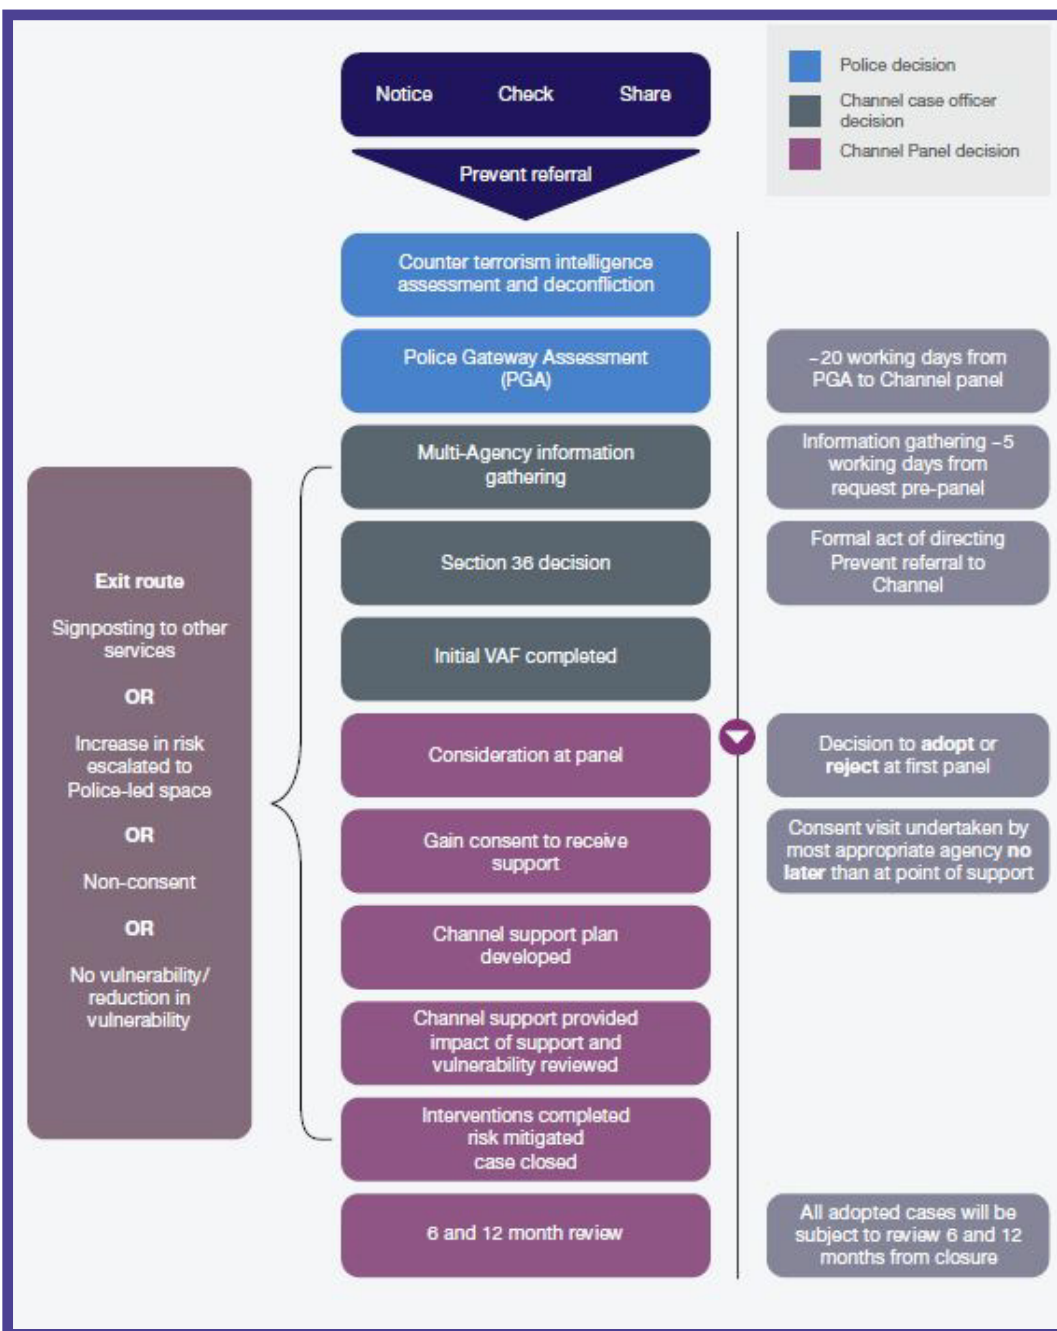 Notice Check Share
Prevent referral
Police decision
Channel case officer
decision
Channel Panel decision
Counter terrorism intelligence
assessment and deconfliction
Police Gateway Assessment
(PGA)
~20 working days from
PGA to Channel panel
Multi-Agency information
gathering
Information gathering ~5
working days from
request pre-panel
Section 36 decision
Formal act of directing
Prevent referral to
Channel
Initial VAF completed
Consideration at panel
Decision to adopt or
reject at first panel
Gain consent to receive
support
Consent visit undertaken by
most appropriate agency no
later than at point of support
Channel support plan
developed
Channel support provided
impact of support and
vulnerability reviewed
Interventions completed
risk mitigated
case closed
6 and 12 month review
All adopted cases will be
subject to review 6 and 12
months from closure
Exit route
Signposting to other
services
OR
Increase in risk
escalated to
Police-led space
OR
Non-consent
OR
No vulnerability/
reduction in
vulnerability